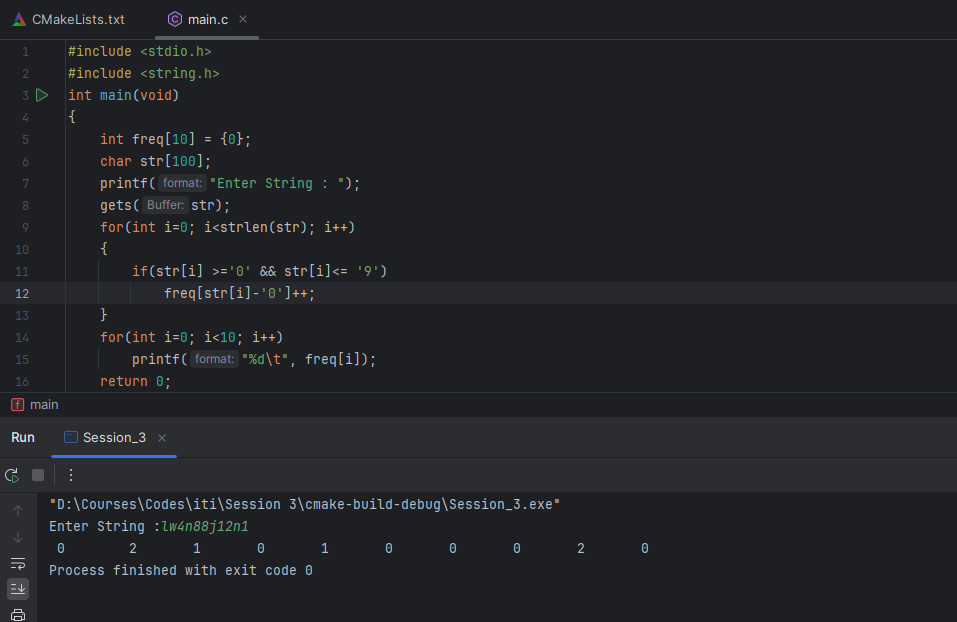 CMakeLists.txt main.c ×
1 #include <stdio.h>
2 #include <string.h>
3 int main(void)
4 {
5 int freq[10] = {0};
6 char str[100];
7 printf( format: "Enter String : ");
8 gets( Buffer: str);
9 for(int i=0; i<strlen(str); i++)
10 {
11 if(str[i] >='0' && str[i]<= '9')
12 freq[str[i]-'0']++;
13 }
14 for(int i=0; i<10; i++)
15 printf( format: "%d\t", freq[i]);
16 return 0;
f main
Run Session_3 ×
"D:\Courses\Codes\iti\Session 3\cmake-build-debug\Session_3.exe"
Enter String :lw4n88j12n1
0 2 1 0 1 0 0 0 2 0
Process finished with exit code 0